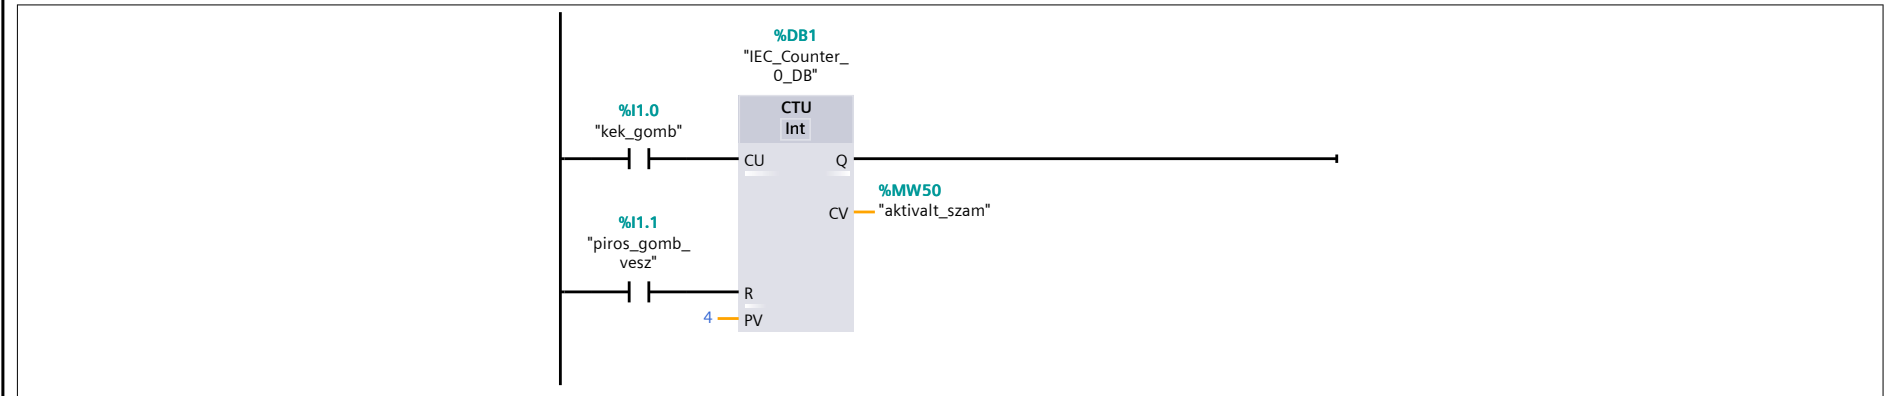 %DB1
"IEC_Counter_
0_DB"
%I1.0
"kek_gomb"
CTU
Int
CU
Q
%MW50
CV
"aktivalt_szam"
%I1.1
"piros_gomb_
vesz"
R
4
PV